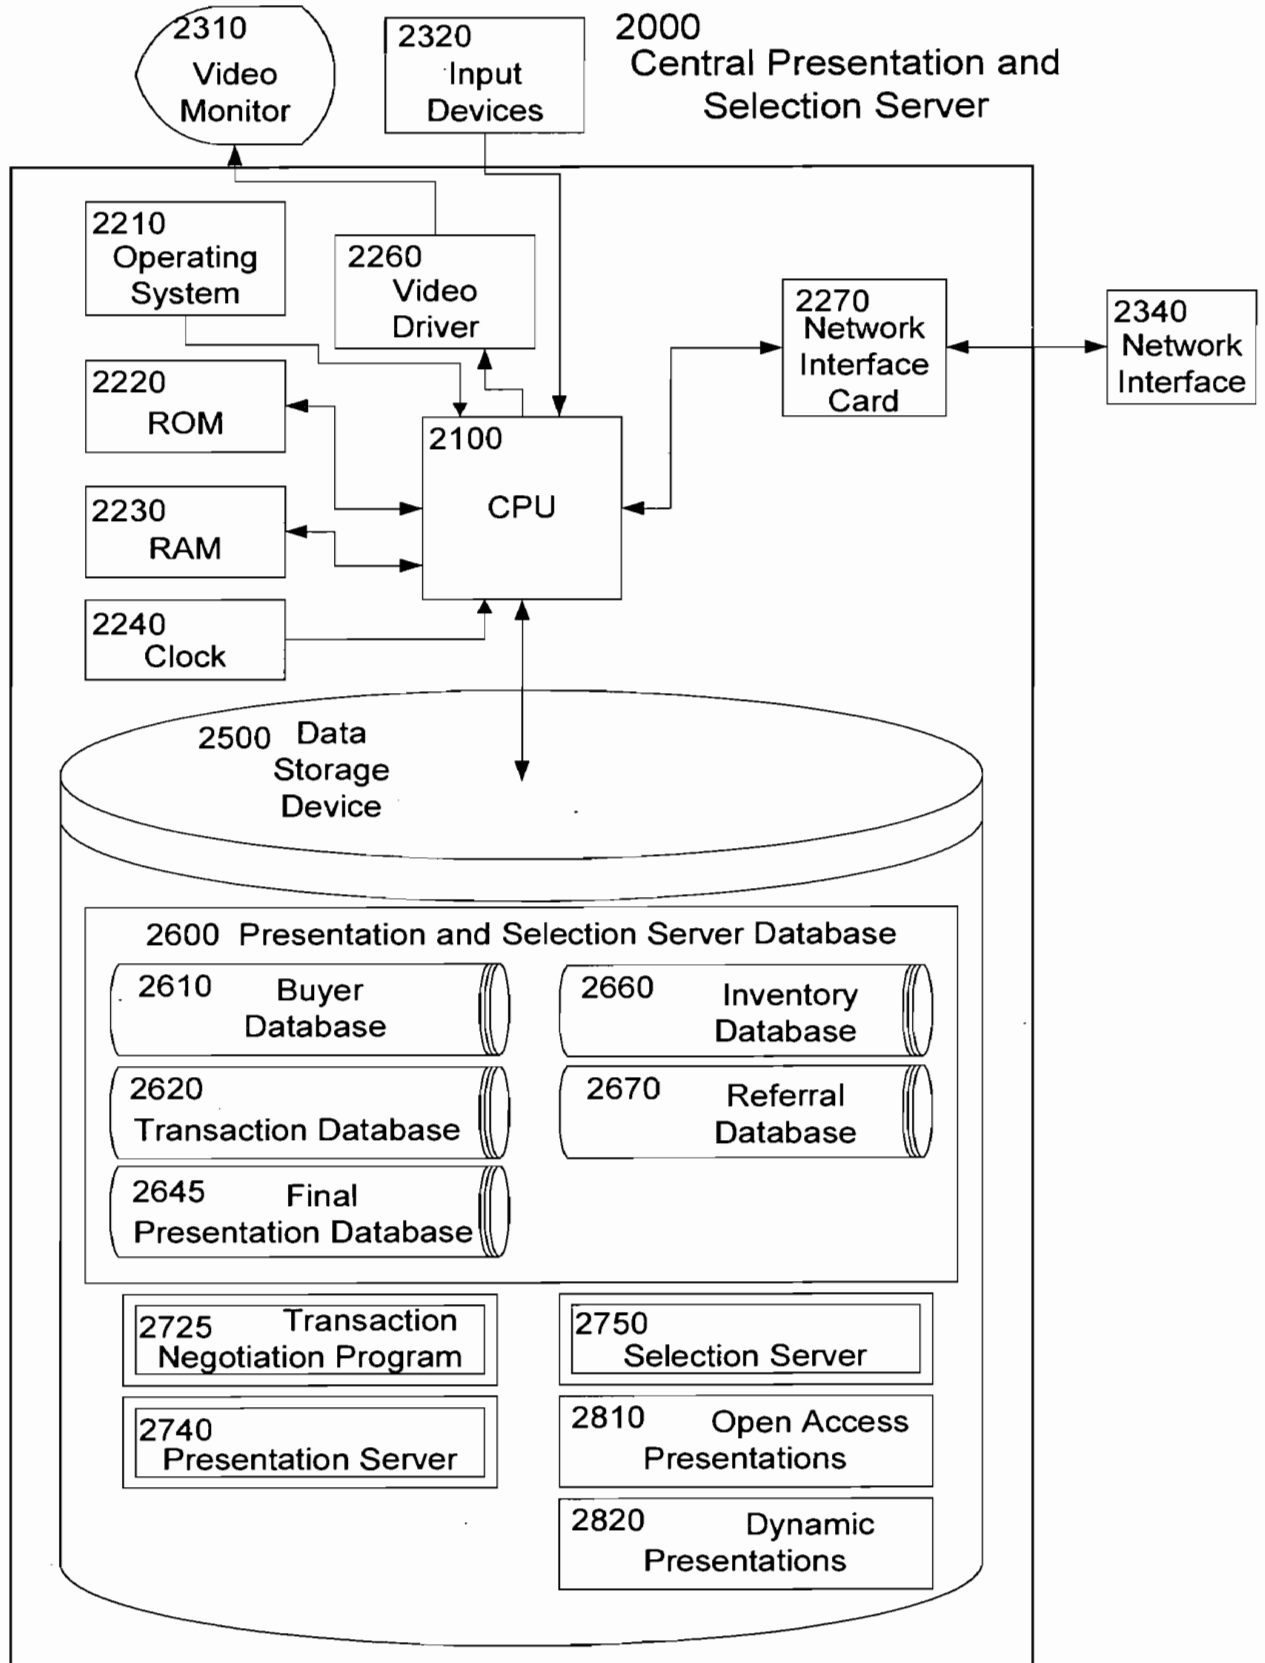 2310
Video
Monitor
2320
Input
Devices
2000
Central Presentation and
Selection Server
2210
Operating
System
2260
Video
Driver
2270
Network
Interface
Card
2340
Network
Interface
2220
ROM
2100
CPU
2230
RAM
2240
Clock
2500 Data
Storage
Device
2600 Presentation and Selection Server Database
2610 Buyer
Database
2660 Inventory
Database
2620
Transaction Database
2670 Referral
Database
2645 Final
Presentation Database
2725 Transaction
Negotiation Program
2750
Selection Server
2740
Presentation Server
2810 Open Access
Presentations
2820 Dynamic
Presentations